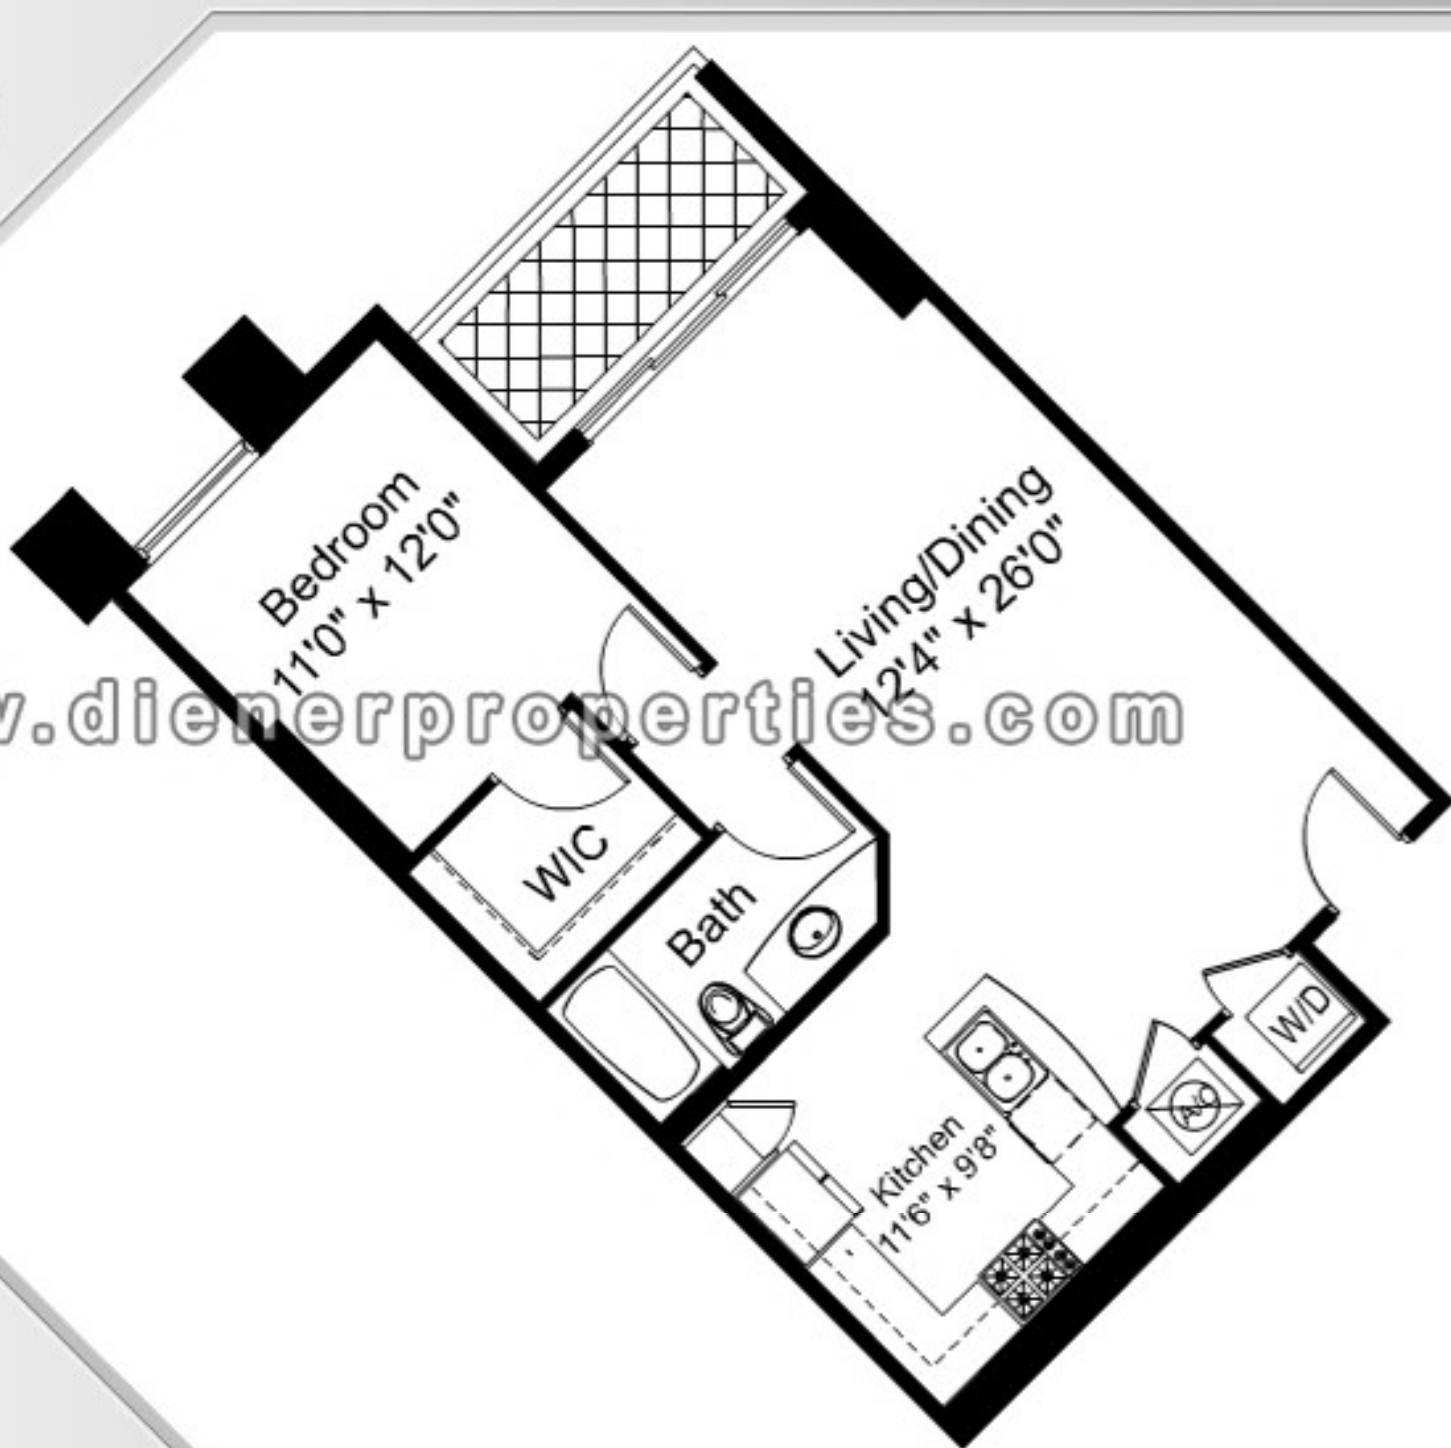 Bedroom
11'0" x 12'0"
Living/Dining
12'4" x 26'0"
.dienerproperties.com
WIC
Bath
W/D
A/C
Kitchen
11'6" x 9'8"